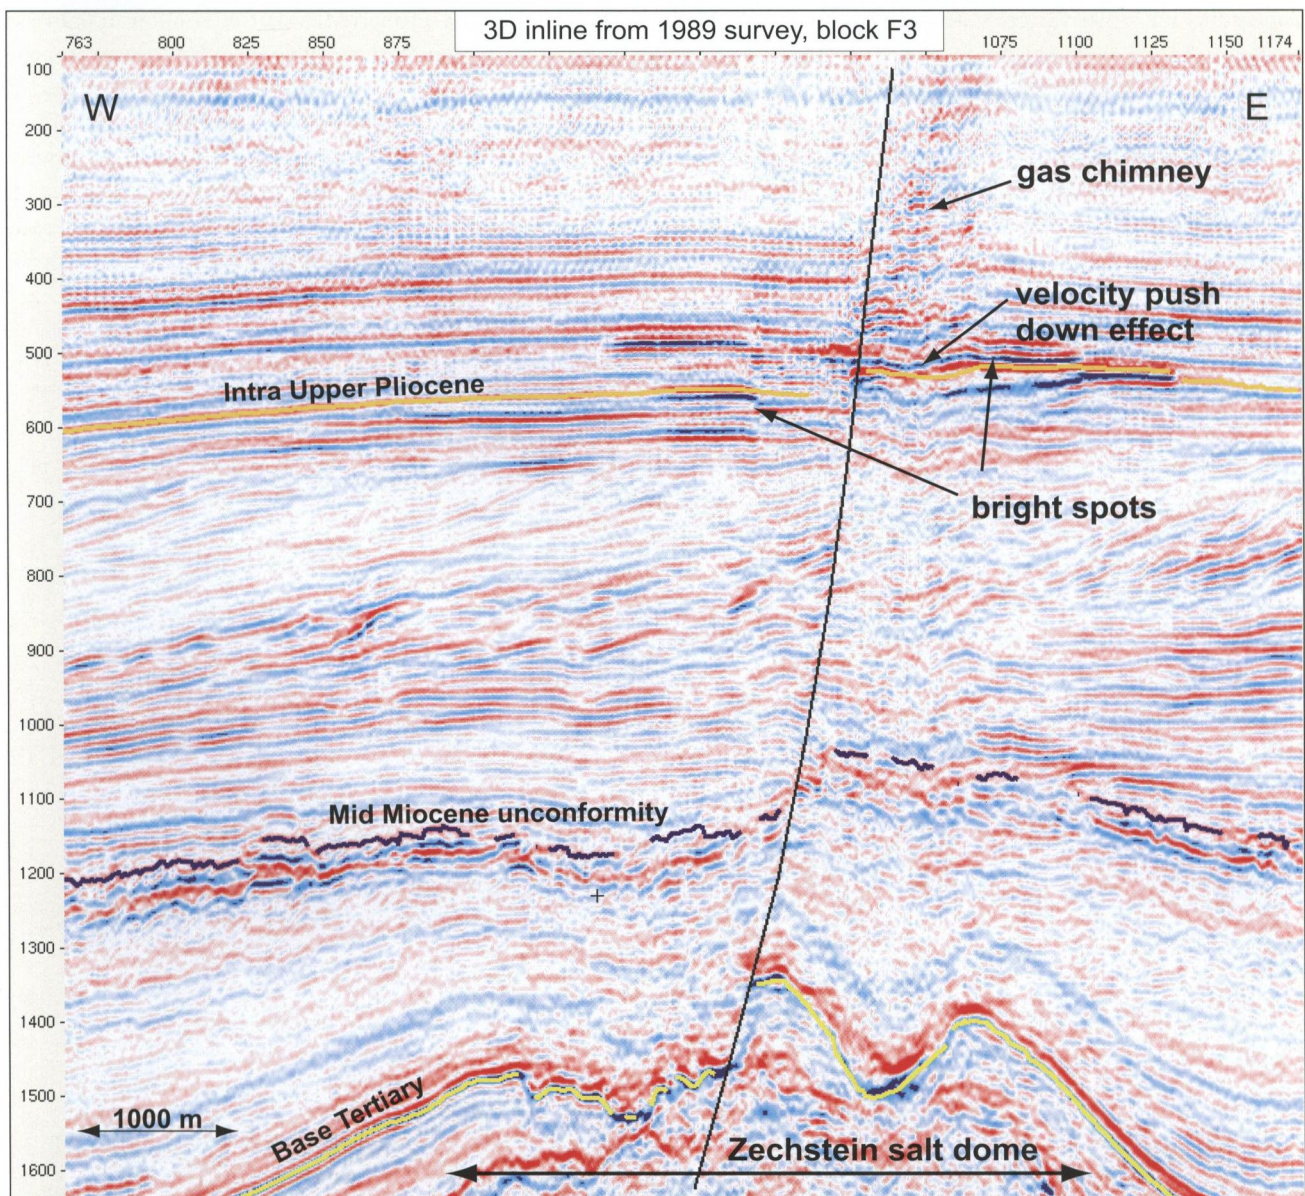 3D inline from 1989 survey, block F3
763 800 825 850 875 1075 1100 1125 1150 1174
100
W
E
200
gas chimney
300
400
velocity push
down effect
500
Intra Upper Pliocene
600
bright spots
700
800
900
1000
1100
Mid Miocene unconformity
1200
1300
1400
1500
1000 m
Base Tertiary
Zechstein salt dome
1600